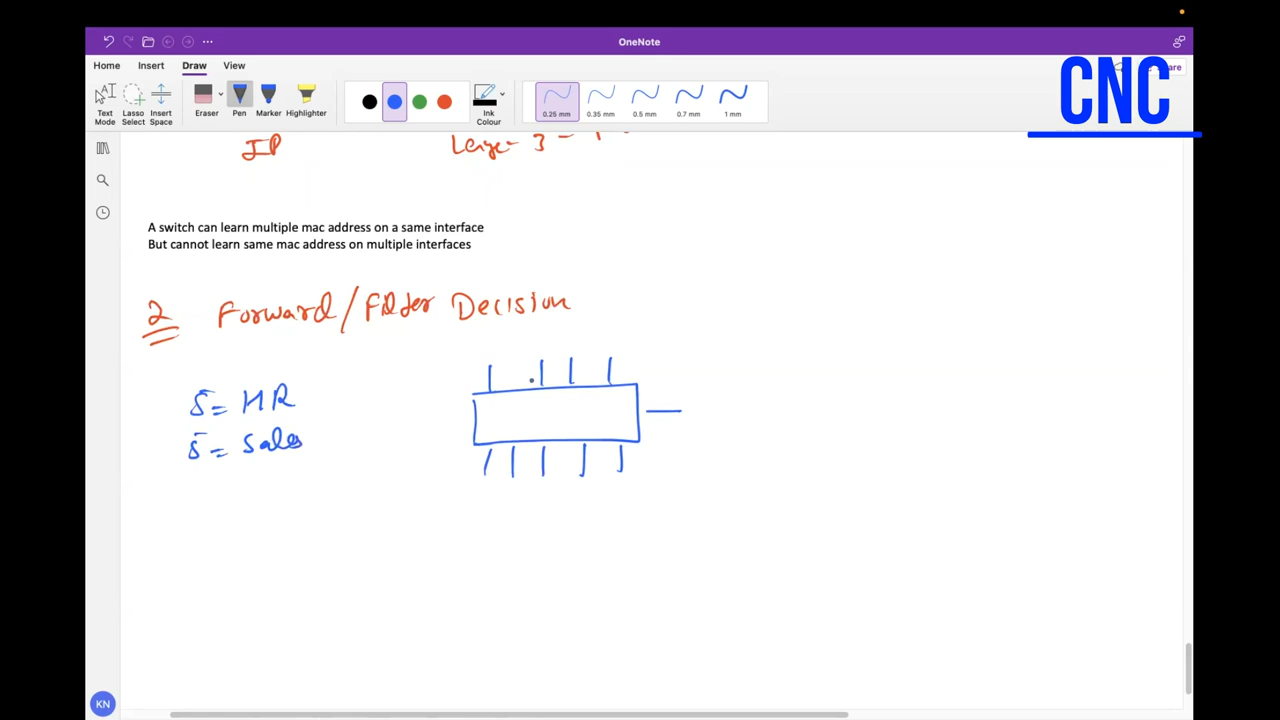 OneNote
CNC
Home Insert Draw View
Text Mode
Lasso Select
Insert Space
Eraser
Pen
Marker
Highlighter
Ink Colour
0.25 mm
0.35 mm
0.5 mm
0.7 mm
1 mm
IP
Layer - 3 -
A switch can learn multiple mac address on a same interface
But cannot learn same mac address on multiple interfaces
2 Forward/Filter Decision
5 = HR
5 = Sales
KN